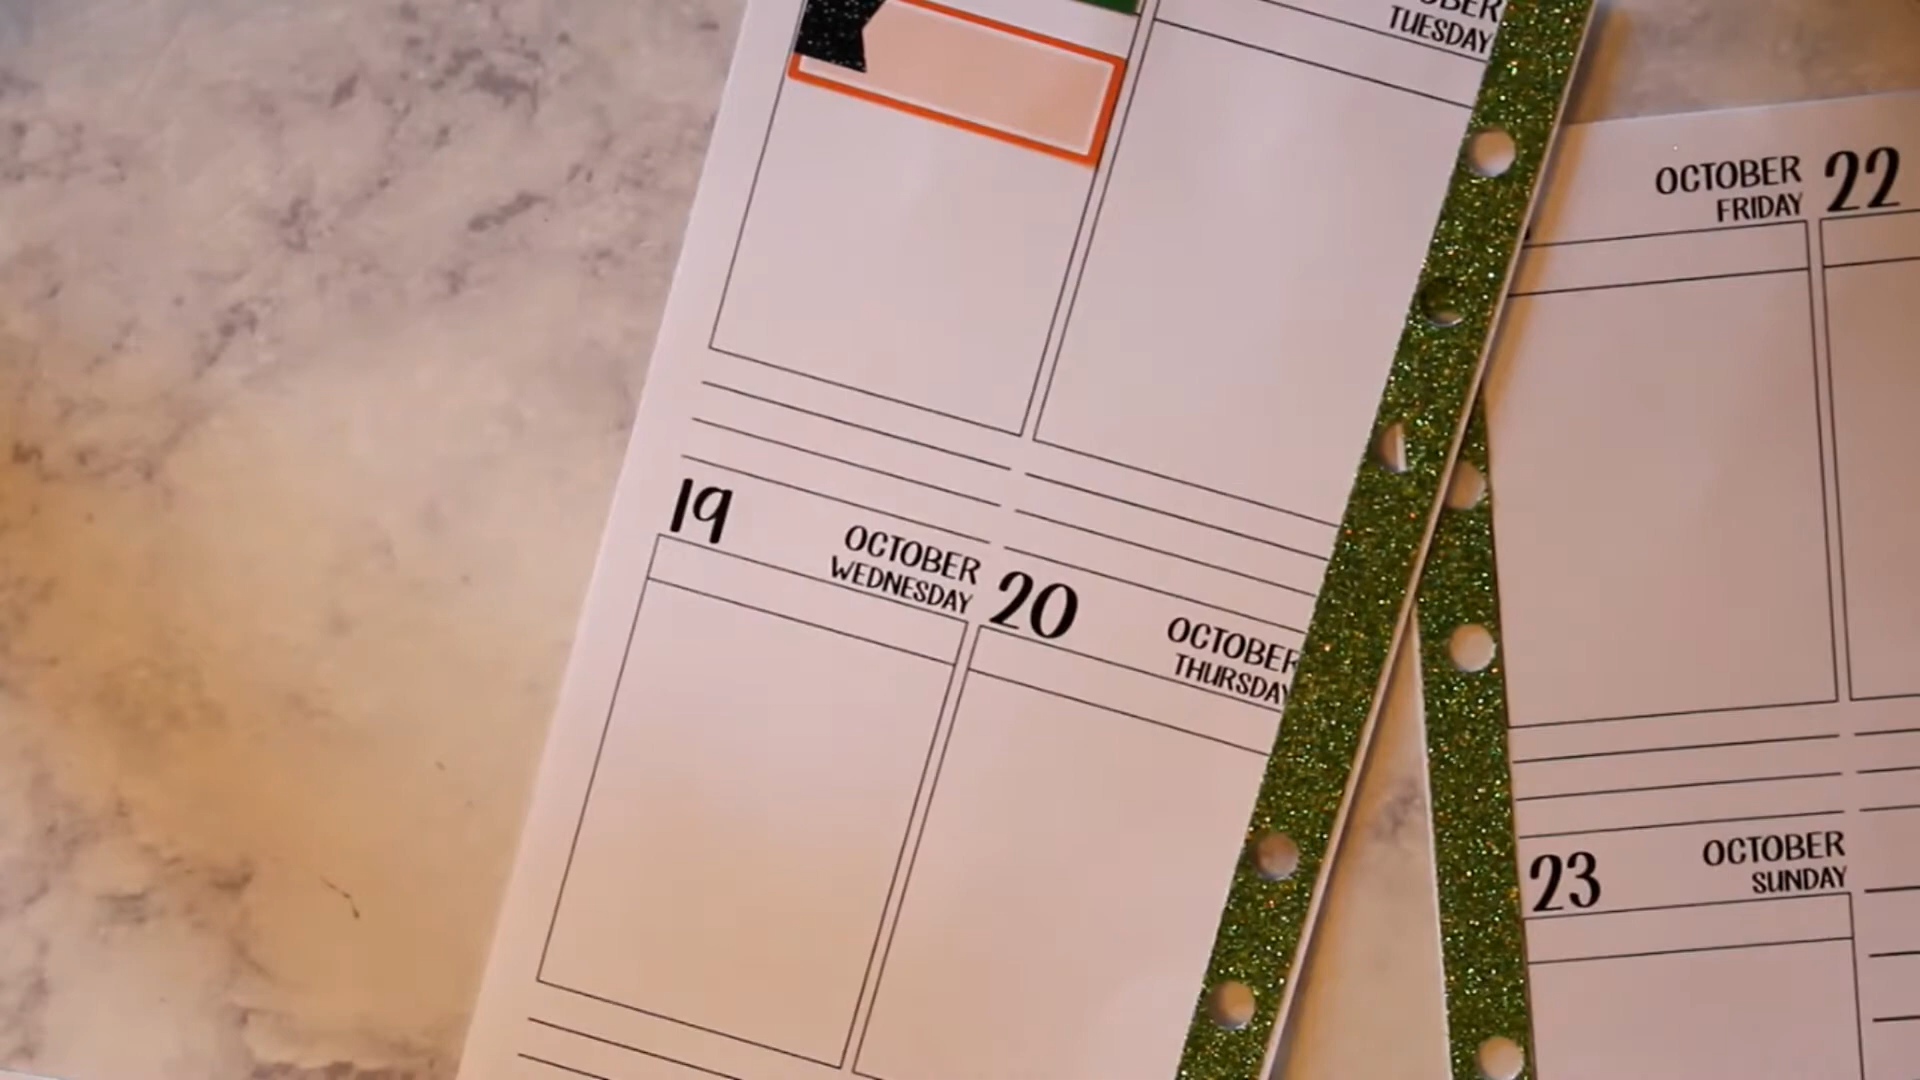 TUESDAY
19
OCTOBER
WEDNESDAY
20
OCTOBER
THURSDAY
OCTOBER
FRIDAY
22
23
OCTOBER
SUNDAY